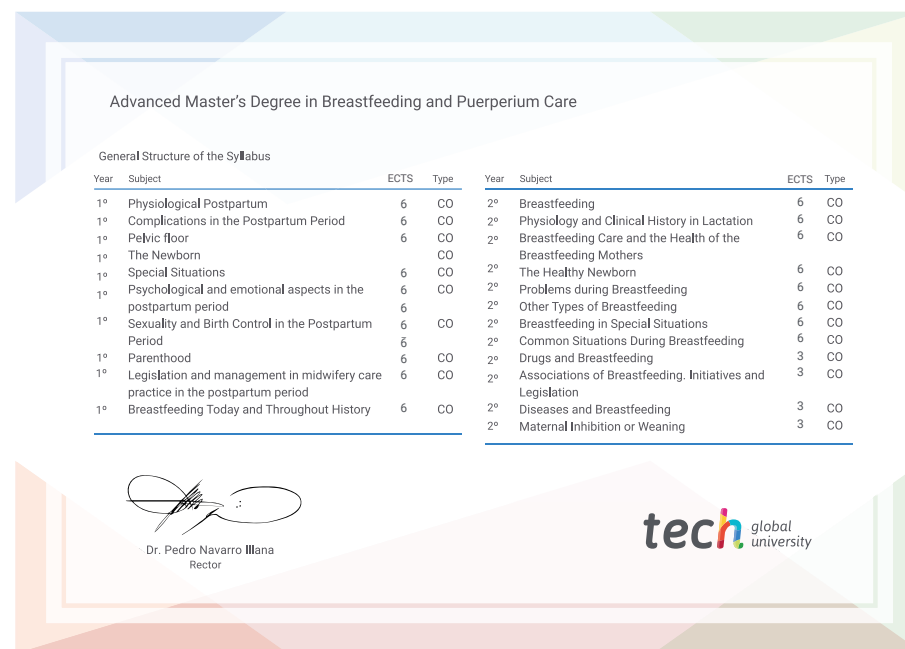 Advanced Master's Degree in Breastfeeding and Puerperium Care
General Structure of the Syllabus
Year Subject ECTS Type
1º Physiological Postpartum 6 CO
1º Complications in the Postpartum Period 6 CO
1º Pelvic floor 6 CO
1º The Newborn CO
1º Special Situations 6 CO
1º Psychological and emotional aspects in the 6 CO
postpartum period 6
1º Sexuality and Birth Control in the Postpartum 6 CO
Period 6
1º Parenthood 6 CO
1º Legislation and management in midwifery care 6 CO
practice in the postpartum period
1º Breastfeeding Today and Throughout History 6 CO
Year Subject ECTS Type
2º Breastfeeding 6 CO
2º Physiology and Clinical History in Lactation 6 CO
2º Breastfeeding Care and the Health of the 6 CO
Breastfeeding Mothers
2º The Healthy Newborn 6 CO
2º Problems during Breastfeeding 6 CO
2º Other Types of Breastfeeding 6 CO
2º Breastfeeding in Special Situations 6 CO
2º Common Situations During Breastfeeding 6 CO
2º Drugs and Breastfeeding 3 CO
2º Associations of Breastfeeding. Initiatives and 3 CO
Legislation
2º Diseases and Breastfeeding 3 CO
2º Maternal Inhibition or Weaning 3 CO
Dr. Pedro Navarro Illana
Rector
tech global
university